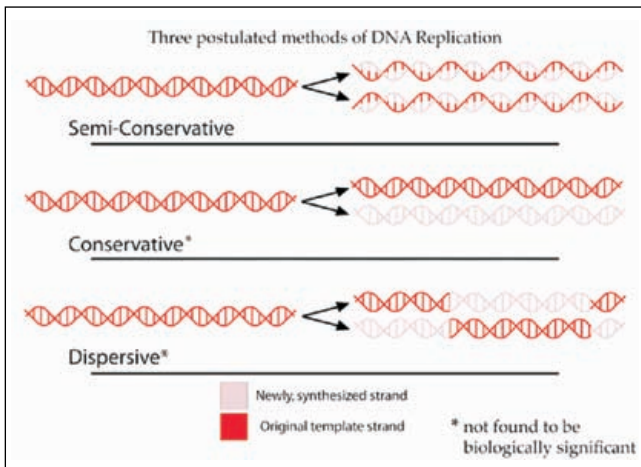 Three postulated methods of DNA Replication
Semi-Conservative
Conservative*
Dispersive*
Newly, synthesized strand
Original template strand
* not found to be
biologically significant